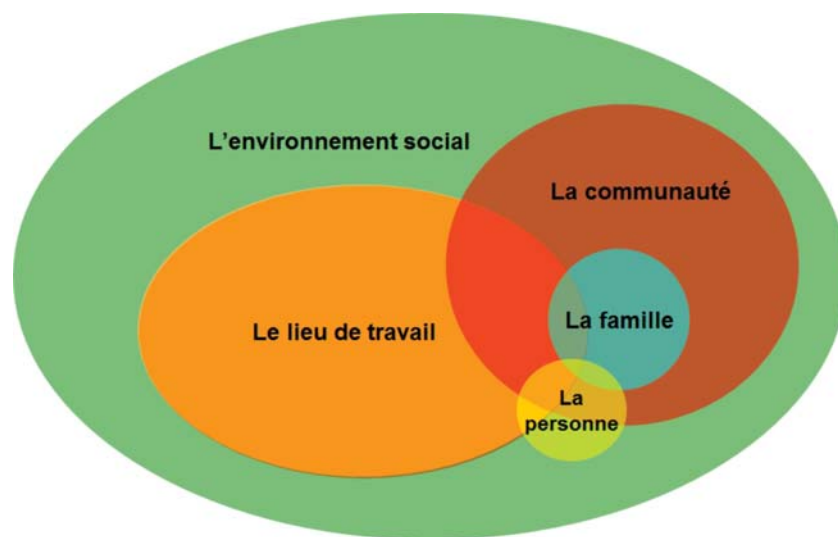 L'environnement social
La communauté
Le lieu de travail
La famille
La
personne